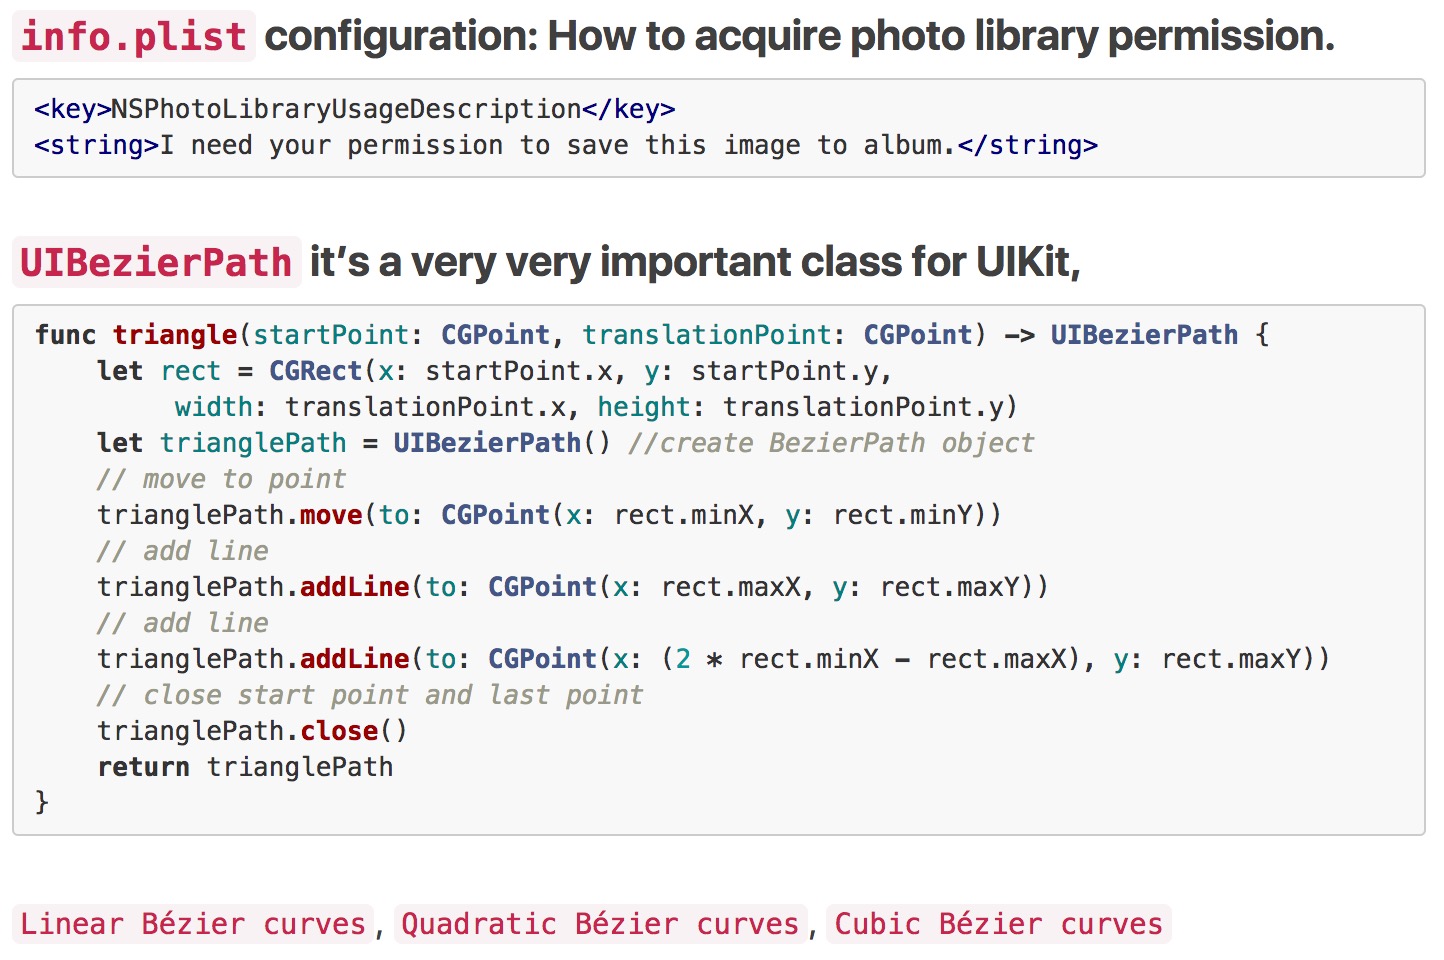 info.plist configuration: How to acquire photo library permission.
<key>NSPhotoLibraryUsageDescription</key>
<string>I need your permission to save this image to album.</string>
UIBezierPath it’s a very very important class for UIKit,
func triangle(startPoint: CGPoint, translationPoint: CGPoint) -> UIBezierPath {
    let rect = CGRect(x: startPoint.x, y: startPoint.y,
         width: translationPoint.x, height: translationPoint.y)
    let trianglePath = UIBezierPath() //create BezierPath object
    // move to point
    trianglePath.move(to: CGPoint(x: rect.minX, y: rect.minY))
    // add line
    trianglePath.addLine(to: CGPoint(x: rect.maxX, y: rect.maxY))
    // add line
    trianglePath.addLine(to: CGPoint(x: (2 * rect.minX - rect.maxX), y: rect.maxY))
    // close start point and last point
    trianglePath.close()
    return trianglePath
}
Linear Bézier curves, Quadratic Bézier curves, Cubic Bézier curves